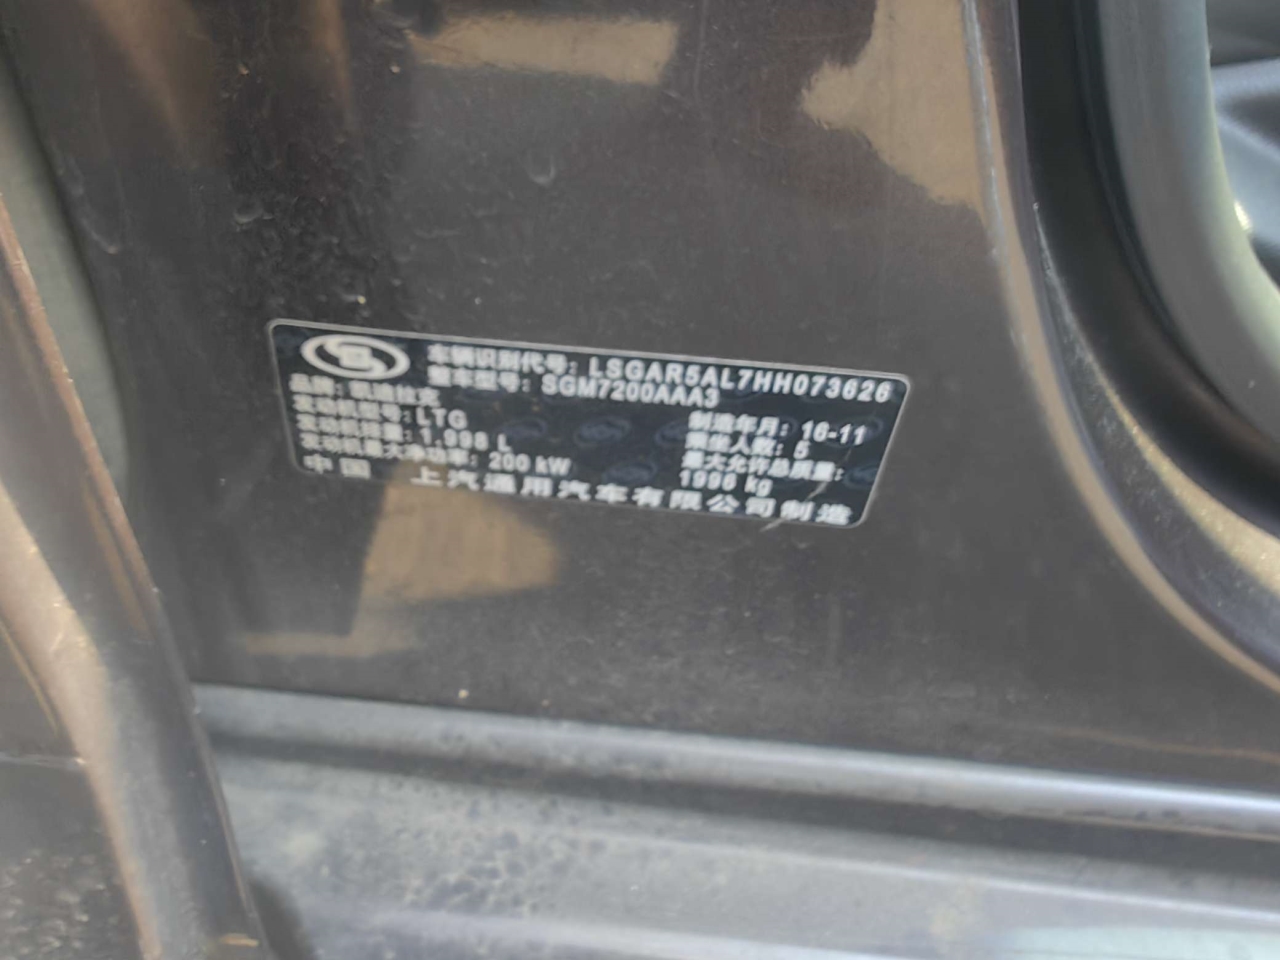 车辆识别代号: LSGAR5AL7HH073626
整车型号: SGM7200AAA3
品牌: 凯迪拉克
制造年月: 16-11
发动机型号: LTG
乘坐人数: 5
发动机排量: 1.998 L
最大允许总质量: 1996 kg
发动机最大净功率: 200 kW
中国 上汽通用汽车有限公司制造